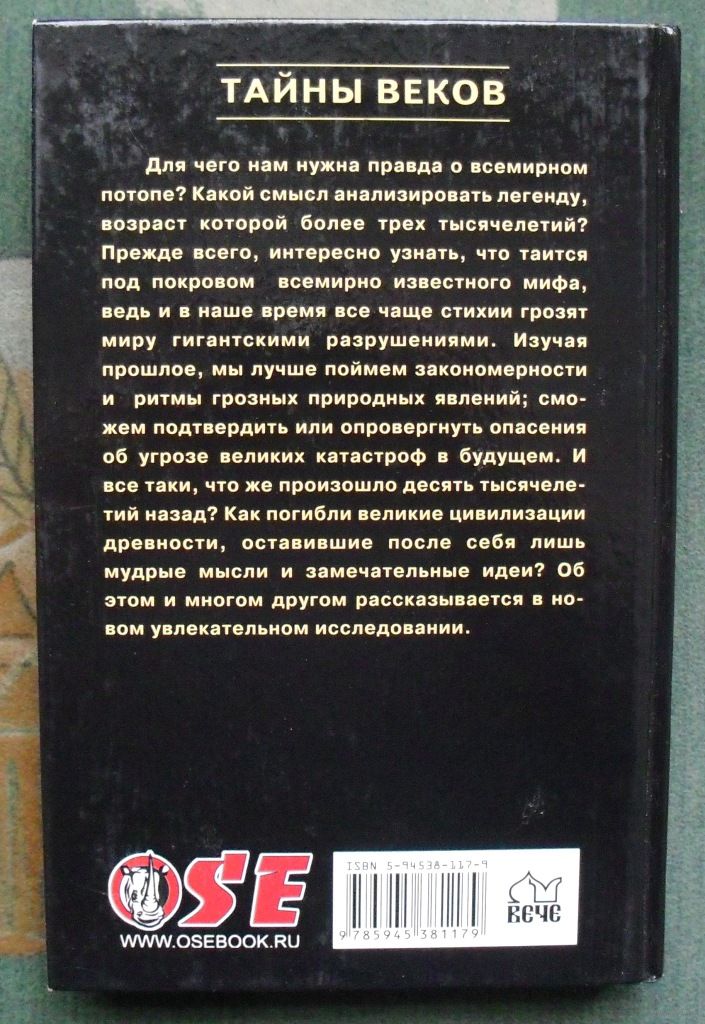 ТАЙНЫ ВЕКОВ
Для чего нам нужна правда о всемирном
потопе? Какой смысл анализировать легенду,
возраст которой более трех тысячелетий?
Прежде всего, интересно узнать, что таится
под покровом всемирно известного мифа,
ведь и в наше время все чаще стихии грозят
миру гигантскими разрушениями. Изучая
прошлое, мы лучше поймем закономерности
и ритмы грозных природных явлений; смо-
жем подтвердить или опровергнуть опасения
об угрозе великих катастроф в будущем. И
все таки, что же произошло десять тысячеле-
тий назад? Как погибли великие цивилизации
древности, оставившие после себя лишь
мудрые мысли и замечательные идеи? Об
этом и многом другом рассказывается в но-
вом увлекательном исследовании.
OSE
WWW.OSEBOOK.RU
ISBN 5-94538-117-9
9 785945 381179
ВЕЧЕ